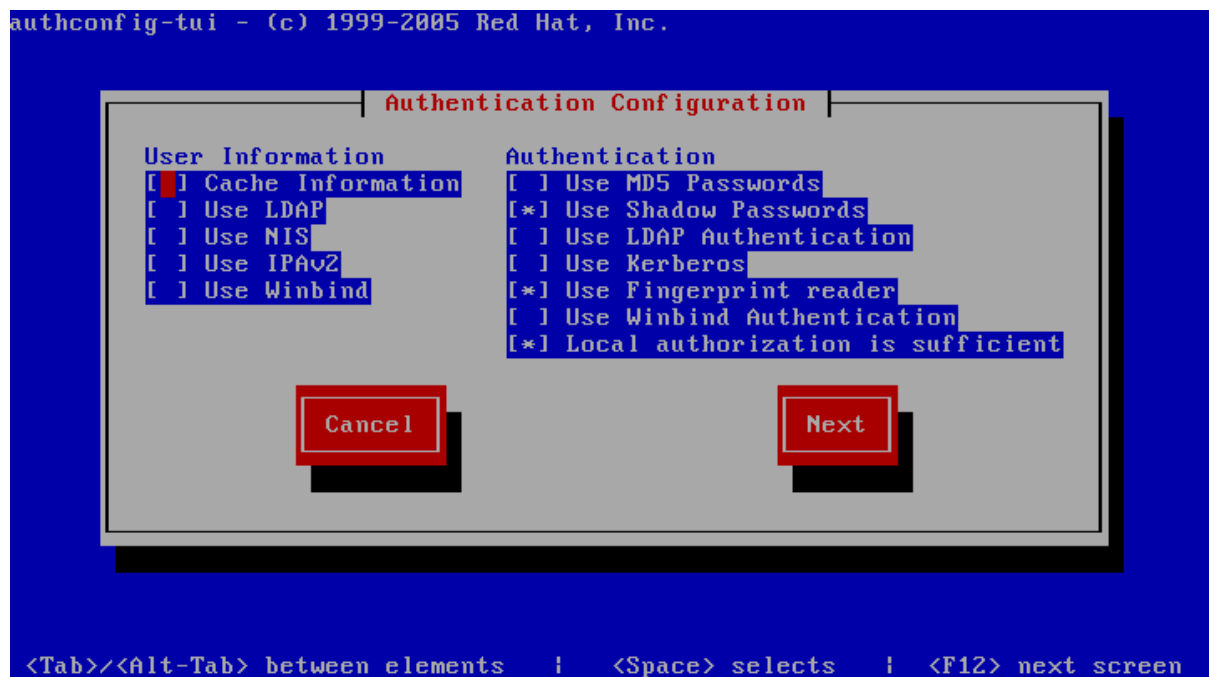 authconfig-tui - (c) 1999-2005 Red Hat, Inc.
Authentication Configuration
User Information
[ ] Cache Information
[ ] Use LDAP
[ ] Use NIS
[ ] Use IPAv2
[ ] Use Winbind
Authentication
[ ] Use MD5 Passwords
[*] Use Shadow Passwords
[ ] Use LDAP Authentication
[ ] Use Kerberos
[*] Use Fingerprint reader
[ ] Use Winbind Authentication
[*] Local authorization is sufficient
Cancel
Next
<Tab>/<Alt-Tab> between elements | <Space> selects | <F12> next screen